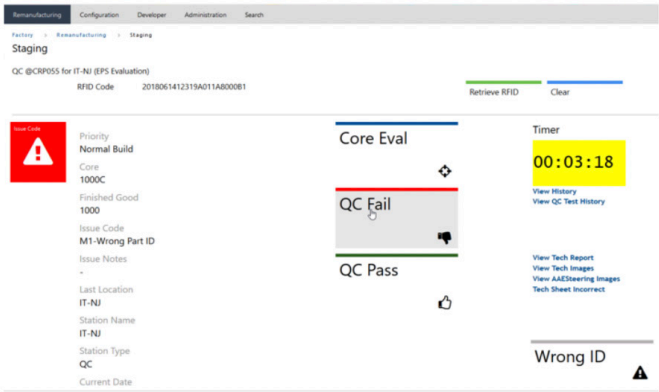 Remanufacturing Configuration Developer Administration Search
Factory > Remanufacturing > Staging
Staging
QC @CRP055 for IT-NJ (EPS Evaluation)
RFID Code 2018061412319A011A8000B1
Retrieve RFID Clear
Issue Code
Priority
Normal Build
Core
1000C
Finished Good
1000
Issue Code
M1-Wrong Part ID
Issue Notes
-
Last Location
IT-NJ
Station Name
IT-NJ
Station Type
QC
Current Date
Core Eval
QC Fail
QC Pass
Timer
00:03:18
View History
View QC Test History
View Tech Report
View Tech Images
View AAESteering Images
Tech Sheet Incorrect
Wrong ID